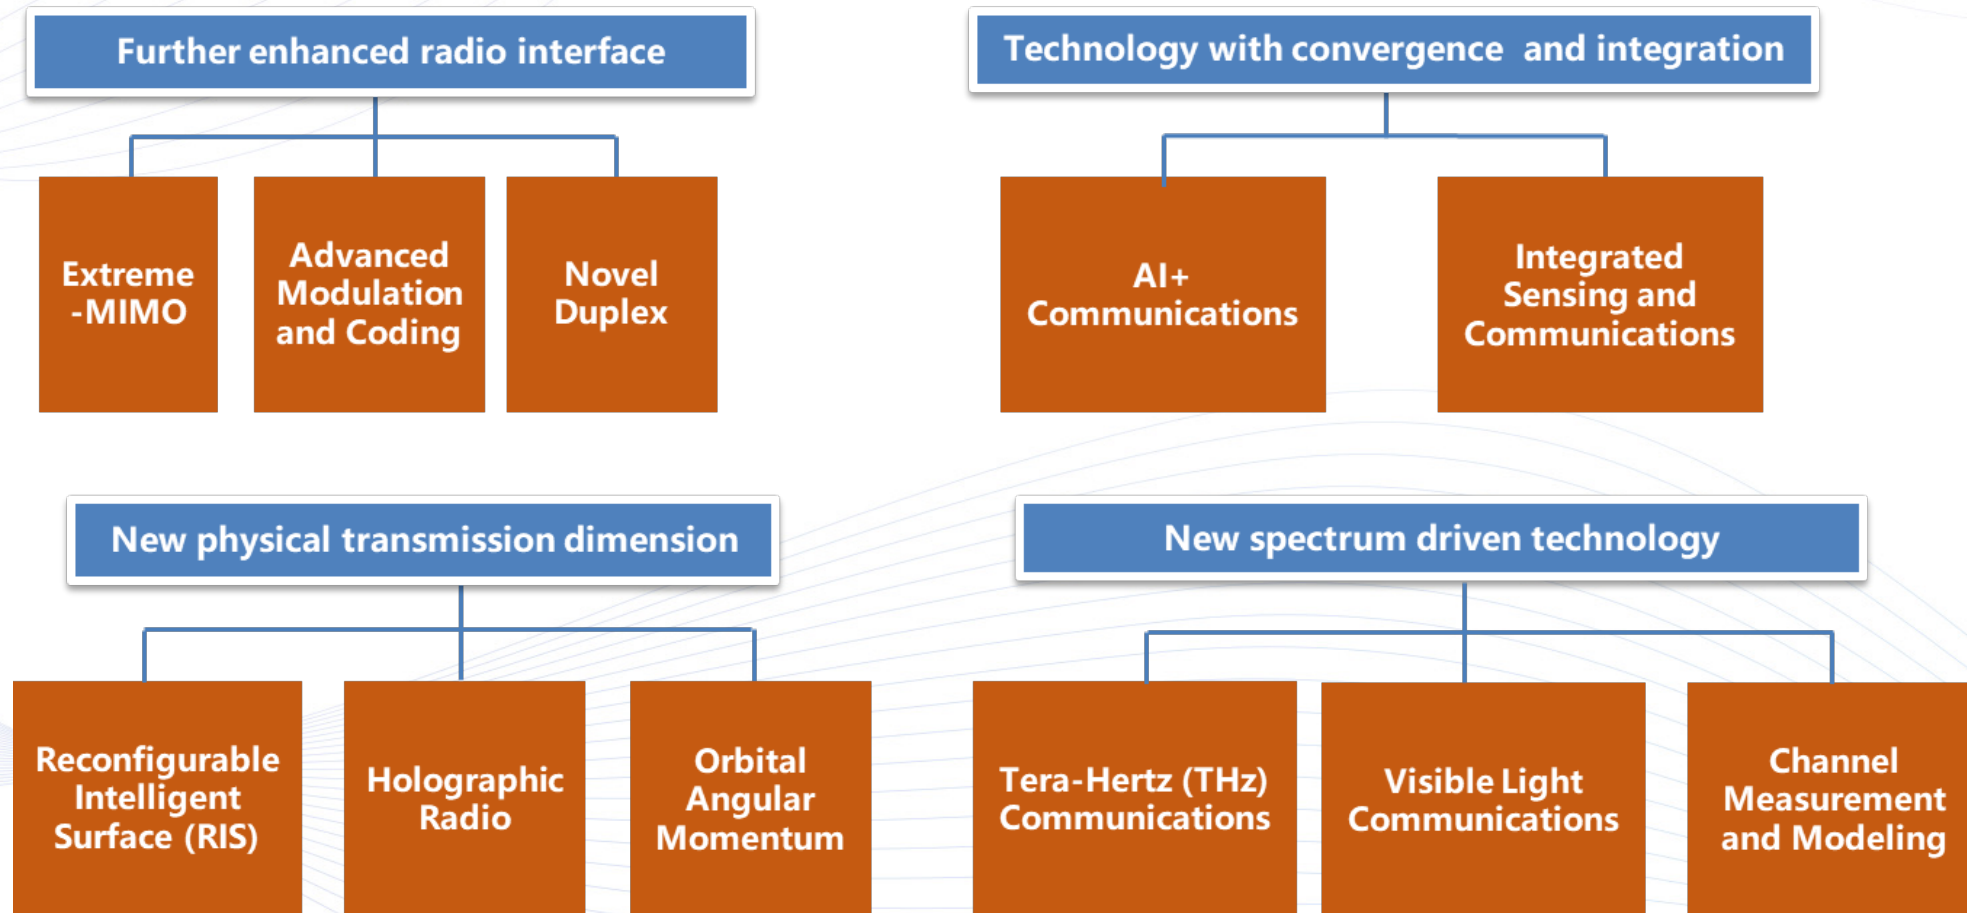 Further enhanced radio interface
Extreme
-MIMO
Advanced
Modulation
and Coding
Novel
Duplex
Technology with convergence and integration
AI+
Communications
Integrated
Sensing and
Communications
New physical transmission dimension
Reconfigurable
Intelligent
Surface (RIS)
Holographic
Radio
Orbital
Angular
Momentum
New spectrum driven technology
Tera-Hertz (THz)
Communications
Visible Light
Communications
Channel
Measurement
and Modeling